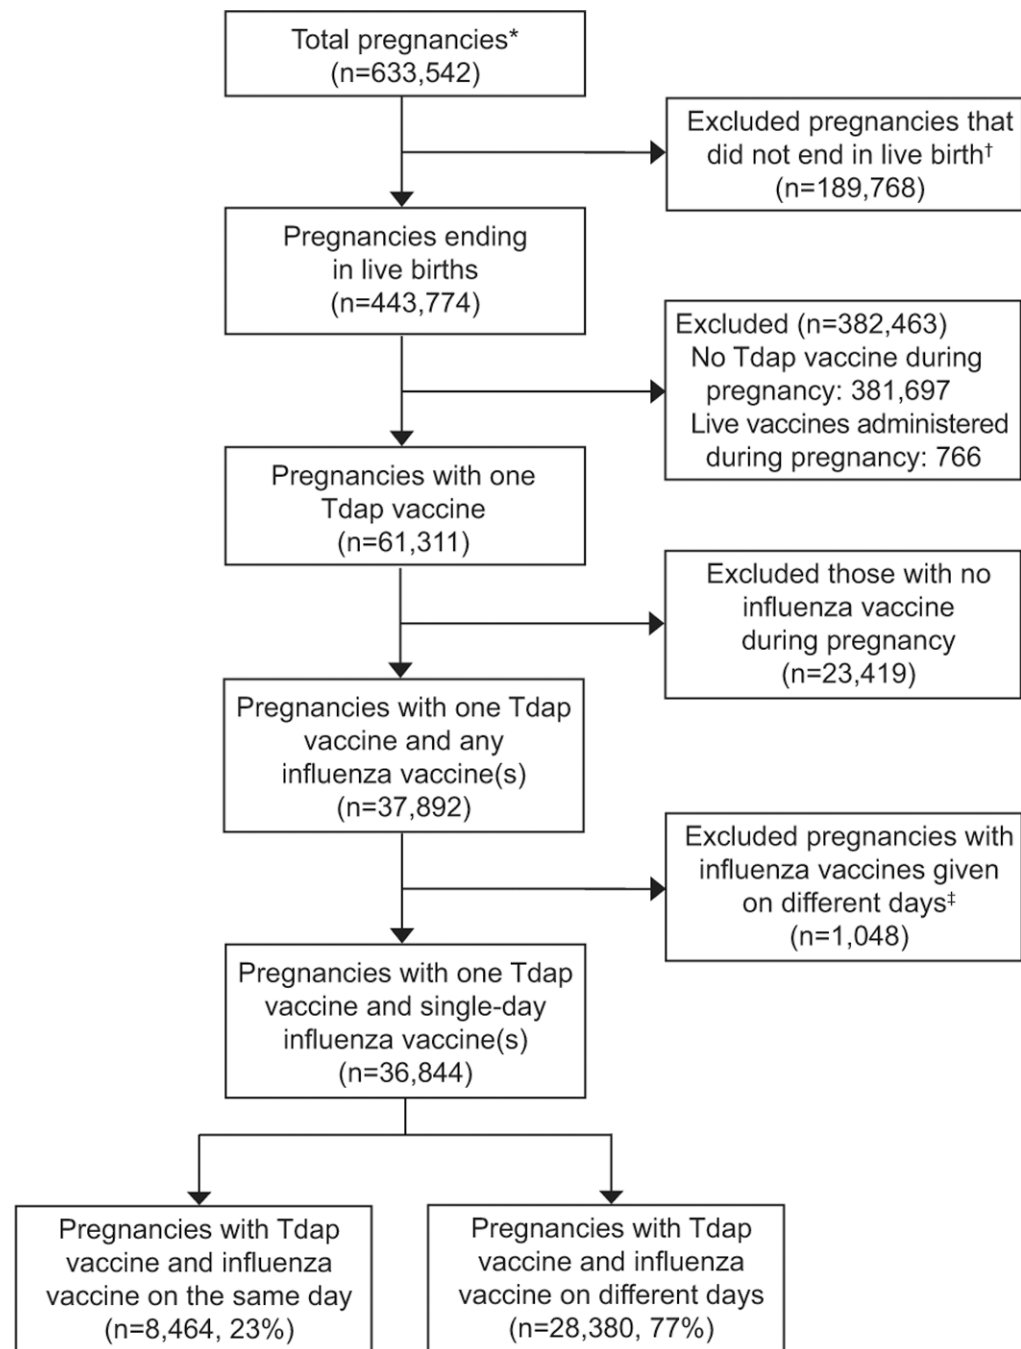 Total pregnancies*
(n=633,542)
Excluded pregnancies that
did not end in live birth†
(n=189,768)
Pregnancies ending
in live births
(n=443,774)
Excluded (n=382,463)
No Tdap vaccine during
pregnancy: 381,697
Live vaccines administered
during pregnancy: 766
Pregnancies with one
Tdap vaccine
(n=61,311)
Excluded those with no
influenza vaccine
during pregnancy
(n=23,419)
Pregnancies with one Tdap
vaccine and any
influenza vaccine(s)
(n=37,892)
Excluded pregnancies with
influenza vaccines given
on different days‡
(n=1,048)
Pregnancies with one Tdap
vaccine and single-day
influenza vaccine(s)
(n=36,844)
Pregnancies with Tdap
vaccine and influenza
vaccine on the same day
(n=8,464, 23%)
Pregnancies with Tdap
vaccine and influenza
vaccine on different days
(n=28,380, 77%)